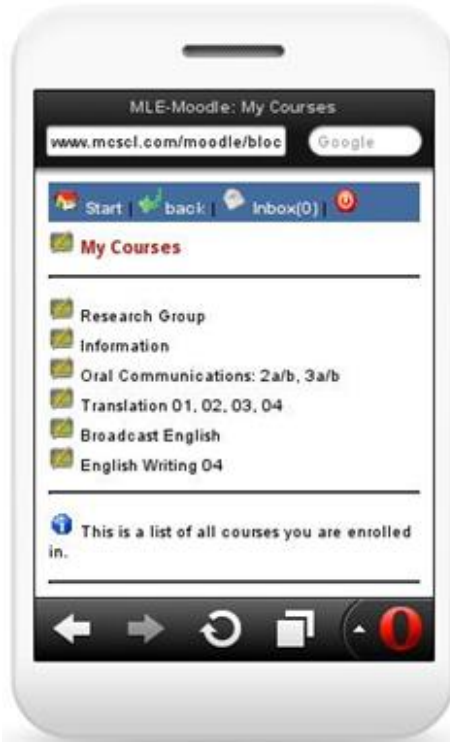 MLE-Moodle: My Courses
www.mcscl.com/moodle/bloc
Google
Start | back | Inbox(0) |
My Courses
Research Group
Information
Oral Communications: 2a/b, 3a/b
Translation 01, 02, 03, 04
Broadcast English
English Writing 04
This is a list of all courses you are enrolled
in.